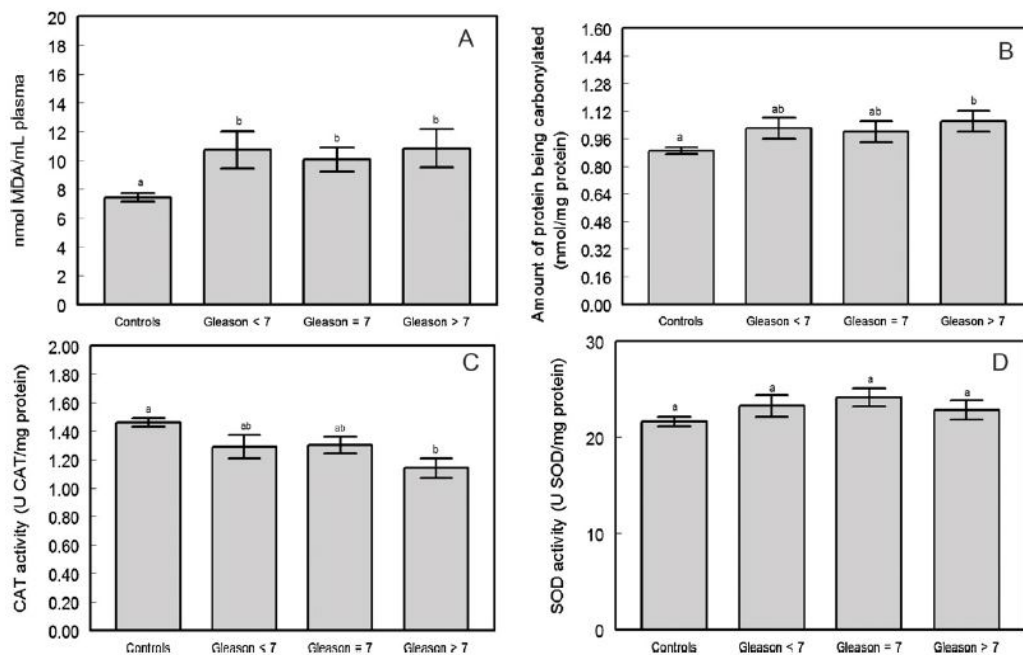 A
nmol MDA/mL plasma
20
18
16
14
12
10
8
6
4
2
0
a
b
b
b
Controls
Gleason < 7
Gleason = 7
Gleason > 7
B
Amount of protein being carbonylated
(nmol/mg protein)
1.60
1.44
1.28
1.12
0.96
0.80
0.64
0.48
0.32
0.16
0.00
a
ab
ab
b
Controls
Gleason < 7
Gleason = 7
Gleason > 7
C
CAT activity (U CAT/mg protein)
2.00
1.80
1.60
1.40
1.20
1.00
0.80
0.60
0.40
0.20
0.00
a
ab
ab
b
Controls
Gleason < 7
Gleason = 7
Gleason > 7
D
SOD activity (U SOD/mg protein)
30
20
10
0
a
a
a
a
Controls
Gleason < 7
Gleason = 7
Gleason > 7